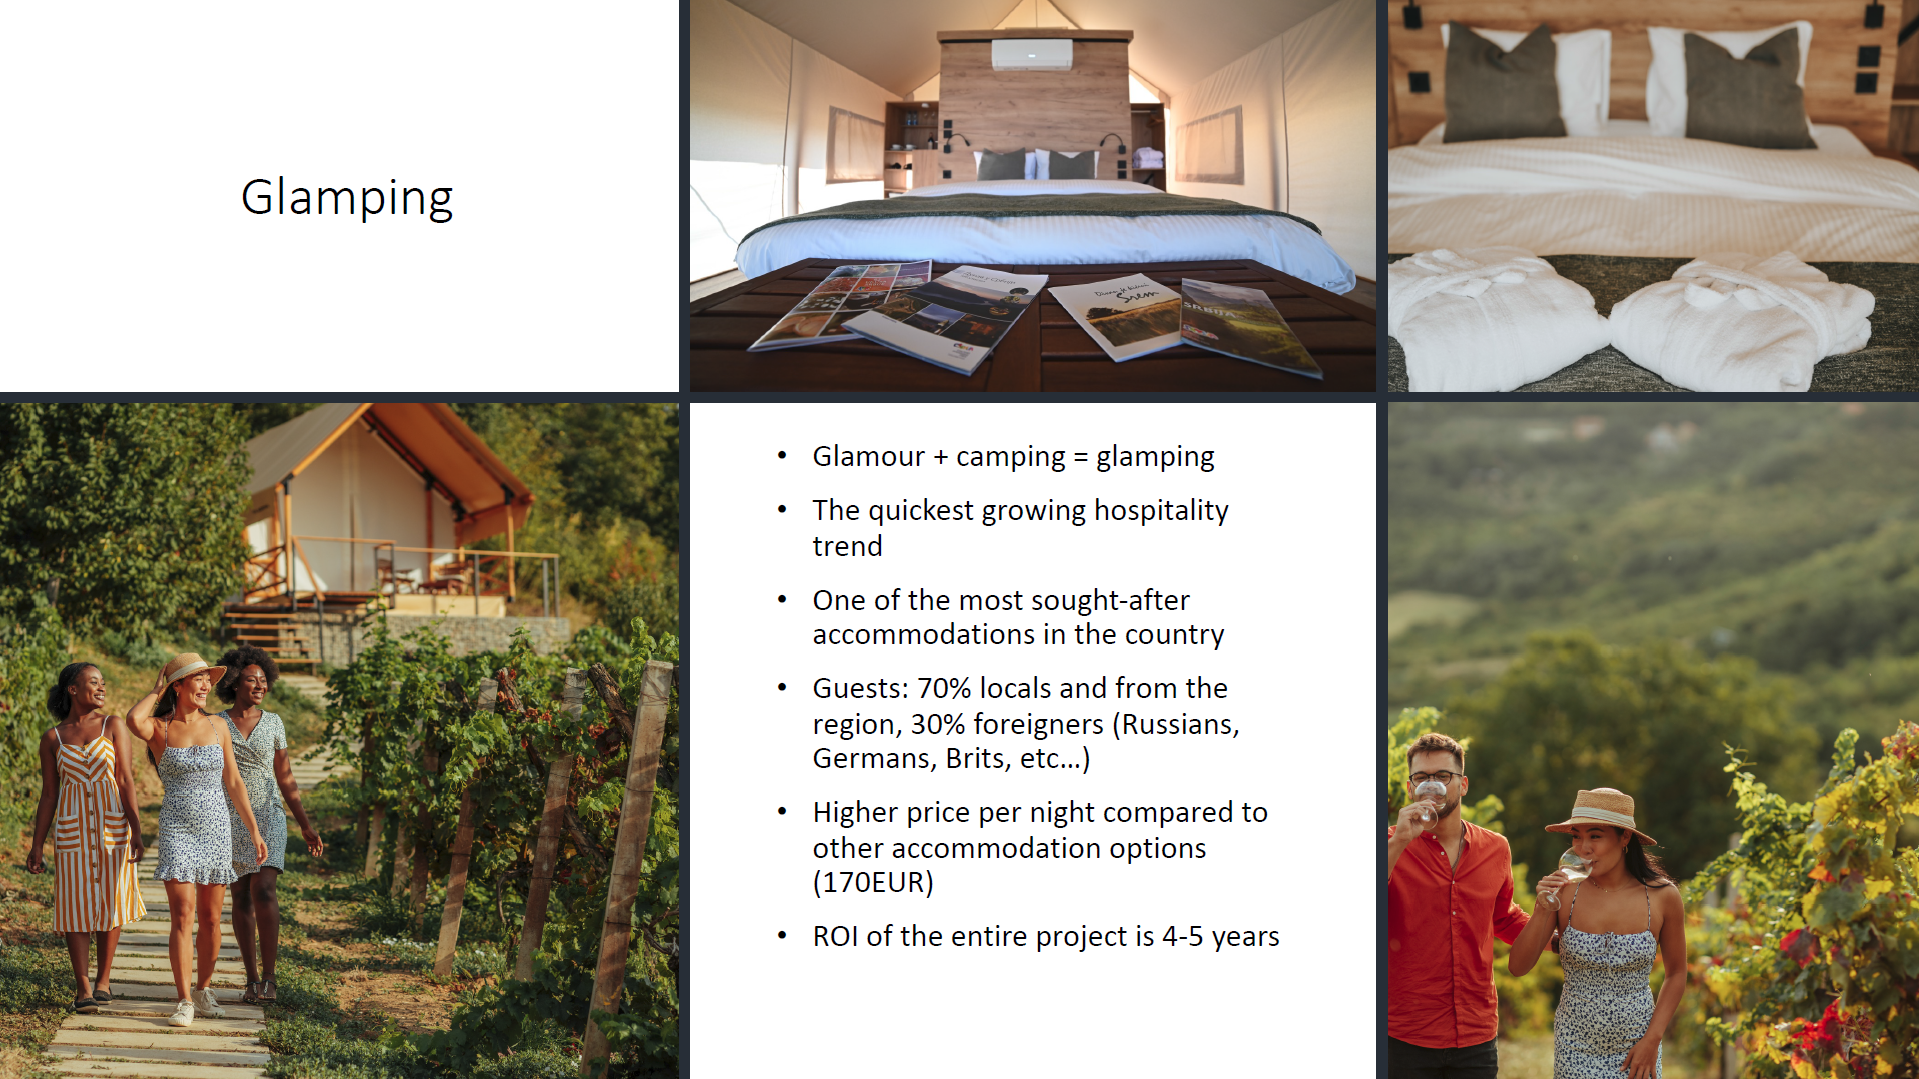 Glamping
Srem
SRBIJA
• Glamour + camping = glamping
• The quickest growing hospitality
trend
• One of the most sought-after
accommodations in the country
• Guests: 70% locals and from the
region, 30% foreigners (Russians,
Germans, Brits, etc...)
• Higher price per night compared to
other accommodation options
(170EUR)
• ROI of the entire project is 4-5 years